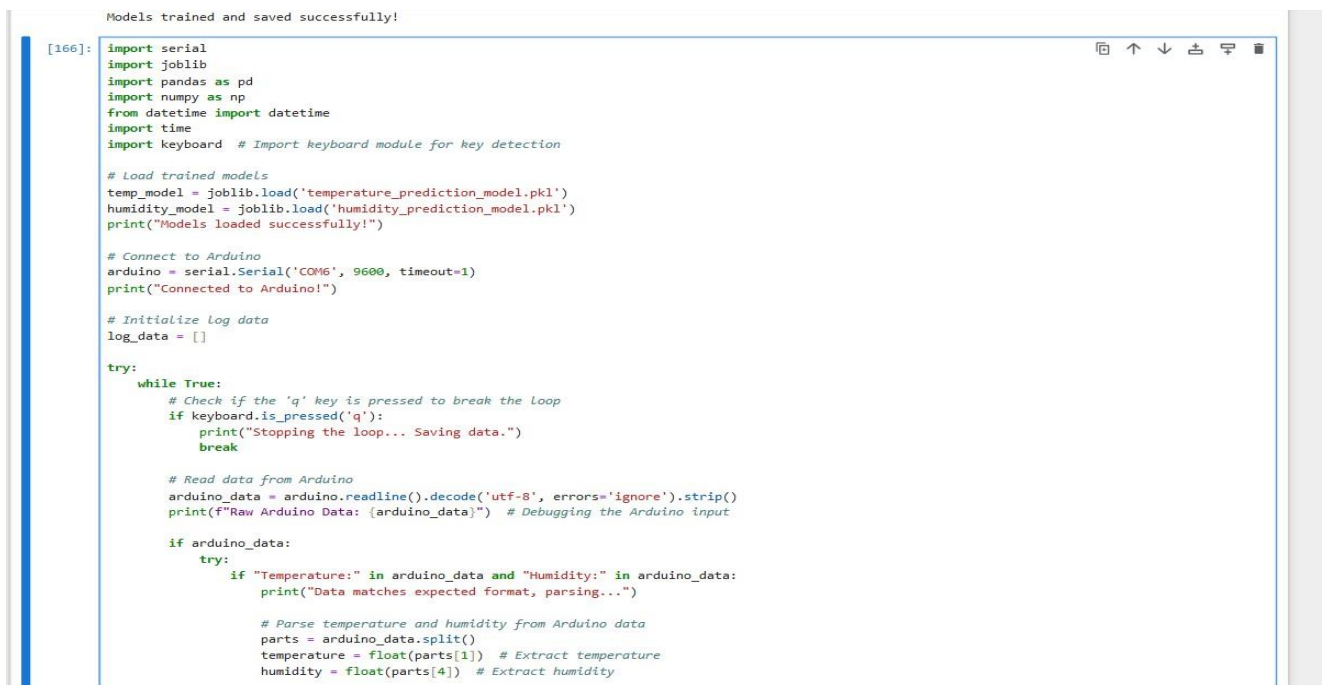 Models trained and saved successfully!
[166]: import serial
import joblib
import pandas as pd
import numpy as np
from datetime import datetime
import time
import keyboard  # Import keyboard module for key detection

# Load trained models
temp_model = joblib.load('temperature_prediction_model.pkl')
humidity_model = joblib.load('humidity_prediction_model.pkl')
print("Models loaded successfully!")

# Connect to Arduino
arduino = serial.Serial('COM6', 9600, timeout=1)
print("Connected to Arduino!")

# Initialize log data
log_data = []

try:
    while True:
        # Check if the 'q' key is pressed to break the loop
        if keyboard.is_pressed('q'):
            print("Stopping the loop... Saving data.")
            break

        # Read data from Arduino
        arduino_data = arduino.readline().decode('utf-8', errors='ignore').strip()
        print(f"Raw Arduino Data: {arduino_data}")  # Debugging the Arduino input

        if arduino_data:
            try:
                if "Temperature:" in arduino_data and "Humidity:" in arduino_data:
                    print("Data matches expected format, parsing...")

                    # Parse temperature and humidity from Arduino data
                    parts = arduino_data.split()
                    temperature = float(parts[1])  # Extract temperature
                    humidity = float(parts[4])  # Extract humidity